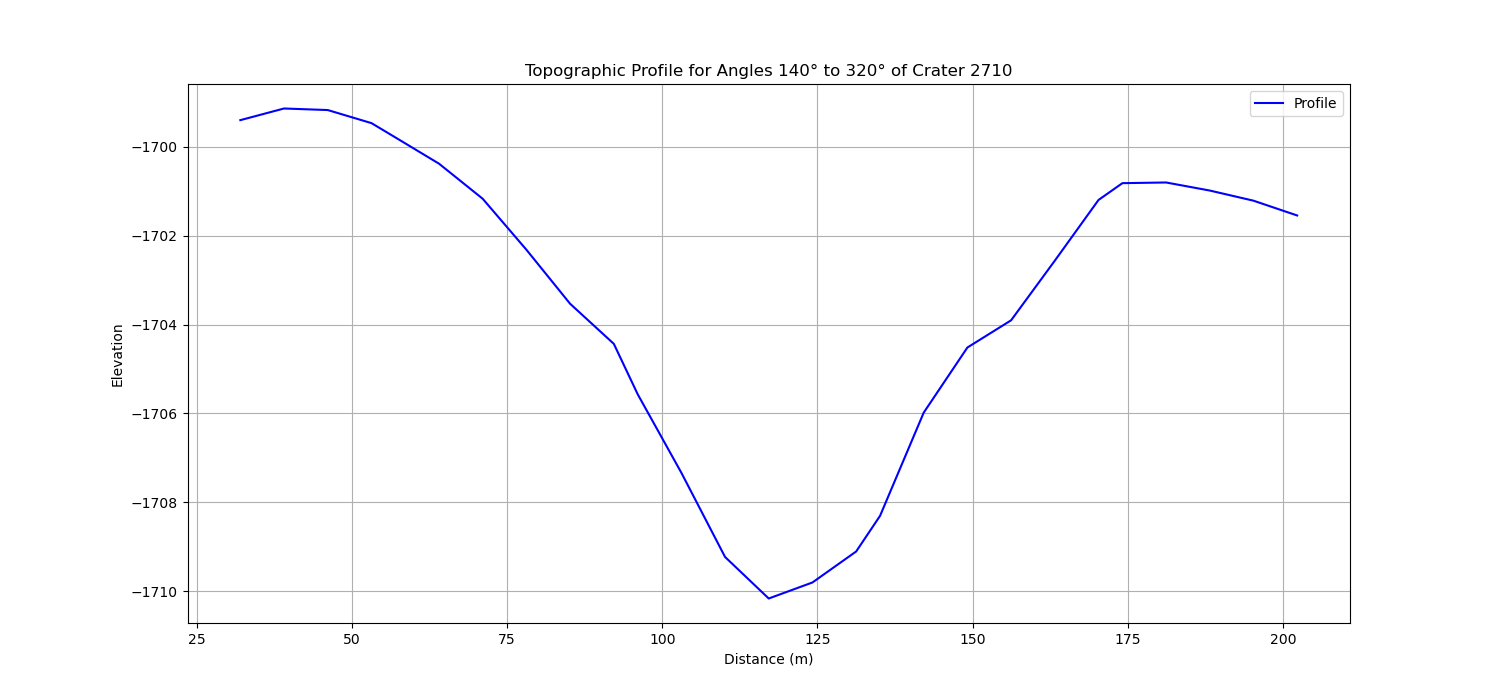 Topographic Profile for Angles 140° to 320° of Crater 2710
Profile
−1700
−1702
−1704
−1706
−1708
−1710
Elevation
25 50 75 100 125 150 175 200
Distance (m)